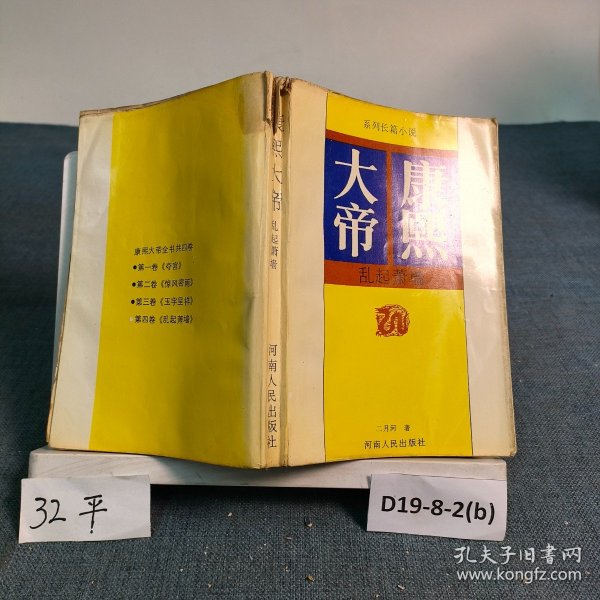 康熙大帝全书共四卷
●第一卷《夺宫》
●第二卷《惊风密雨》
●第三卷《玉宇呈祥》
●第四卷《乱起萧墙》
康熙大帝
乱起萧墙
河南人民出版社
系列长篇小说
康熙
大帝
乱起萧墙
二月河 著
河南人民出版社
32平
D19-8-2(b)
孔夫子旧书网
www.kongfz.com